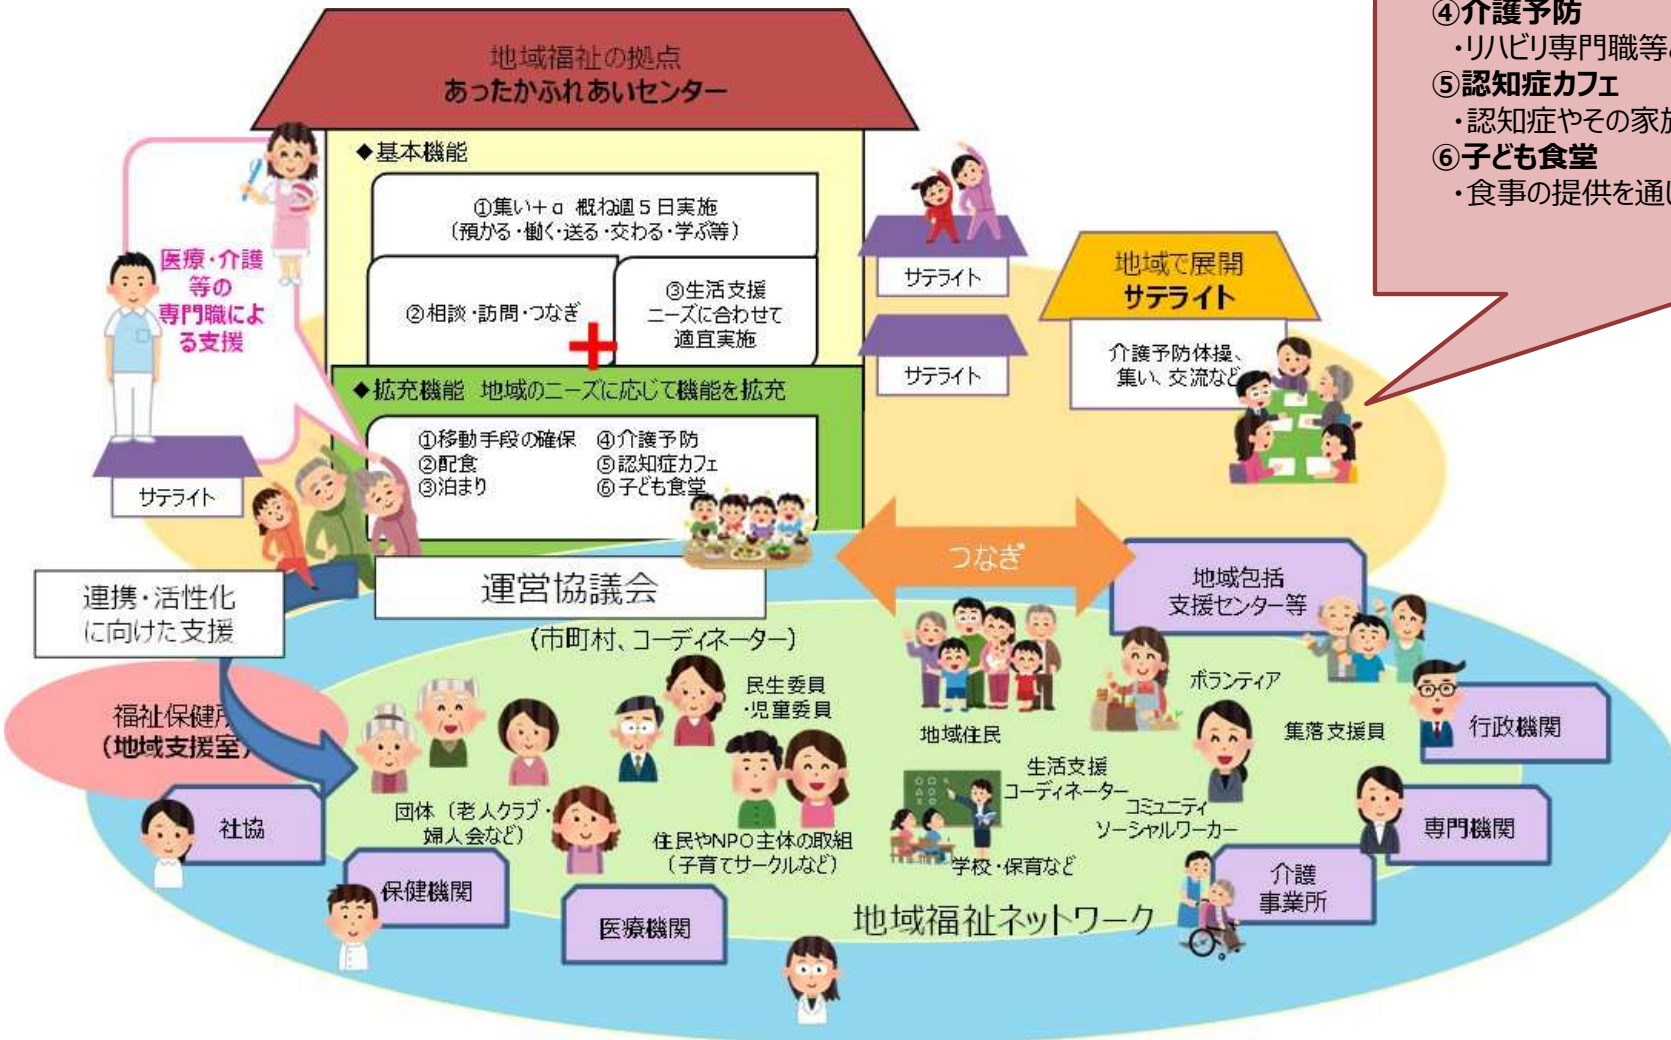 地域福祉の拠点
あったかふれあいセンター
◆基本機能
①集い+α 概ね週５日実施
（預かる・働く・送る・交わる・学ぶ等）
②相談・訪問・つなぎ
③生活支援
ニーズに合わせて
適宜実施
◆拡充機能 地域のニーズに応じて機能を拡充
①移動手段の確保 ④介護予防
②配食 ⑤認知症カフェ
③泊まり ⑥子ども食堂
医療・介護
等の
専門職によ
る支援
サテライト
サテライト
サテライト
地域で展開
サテライト
介護予防体操、
集い、交流など
④介護予防
・リハビリ専門職等
⑤認知症カフェ
・認知症やその家
⑥子ども食堂
・食事の提供を通
つなぎ
運営協議会
（市町村、コーディネーター）
連携・活性化
に向けた支援
福祉保健所
（地域支援室）
地域包括
支援センター等
民生委員
・児童委員
地域住民
ボランティア
集落支援員
行政機関
生活支援
コーディネーター
コミュニティ
ソーシャルワーカー
専門機関
社協
団体（老人クラブ・
婦人会など）
住民やNPO主体の取組
（子育てサークルなど）
学校・保育など
保健機関
医療機関
介護
事業所
地域福祉ネットワーク